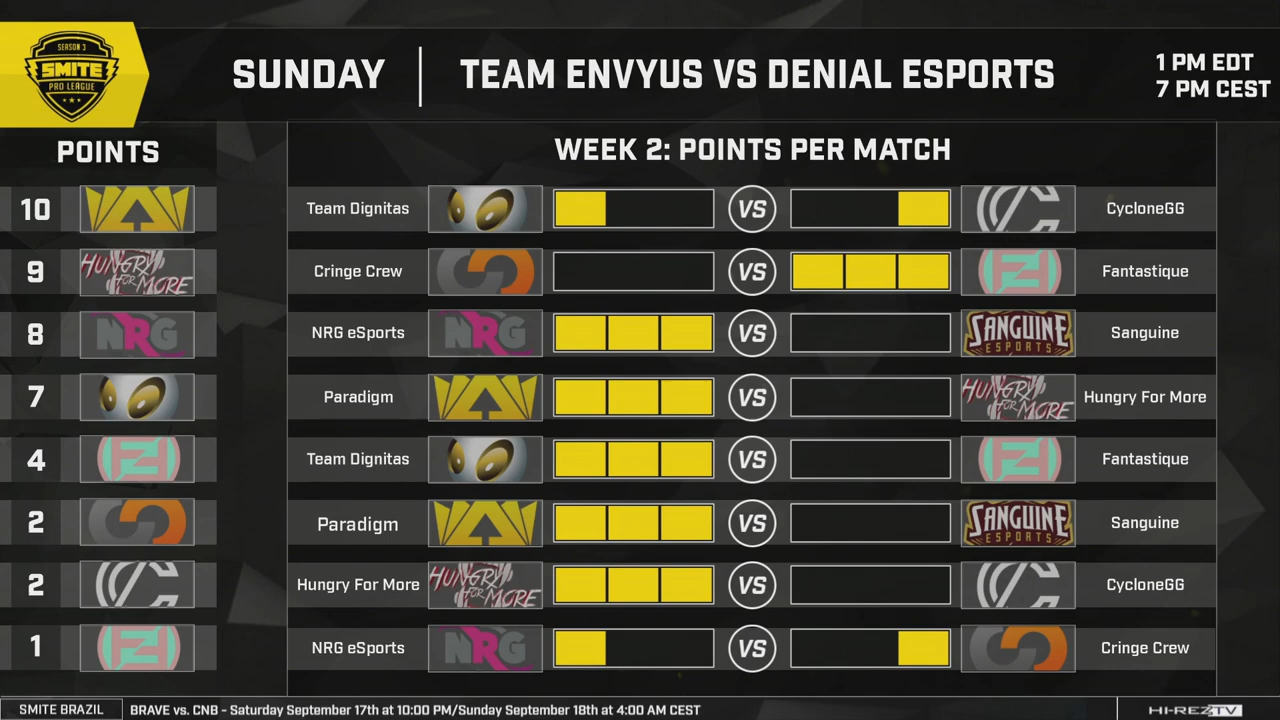 SEASON 3
SMITE
PRO LEAGUE
SUNDAY
TEAM ENVYUS VS DENIAL ESPORTS
1 PM EDT
7 PM CEST
POINTS
10
9 HUNGRY FOR MORE
8 NRG
7
4
2
2
1
WEEK 2: POINTS PER MATCH
Team Dignitas VS CycloneGG
Cringe Crew VS Fantastique
NRG eSports NRG VS SANGUINE ESPORTS Sanguine
Paradigm VS HUNGRY FOR MORE Hungry For More
Team Dignitas VS Fantastique
Paradigm VS SANGUINE ESPORTS Sanguine
Hungry For More HUNGRY FOR MORE VS CycloneGG
NRG eSports NRG VS Cringe Crew
SMITE BRAZIL BRAVE vs. CNB - Saturday September 17th at 10:00 PM/Sunday September 18th at 4:00 AM CEST HI-REZ TV